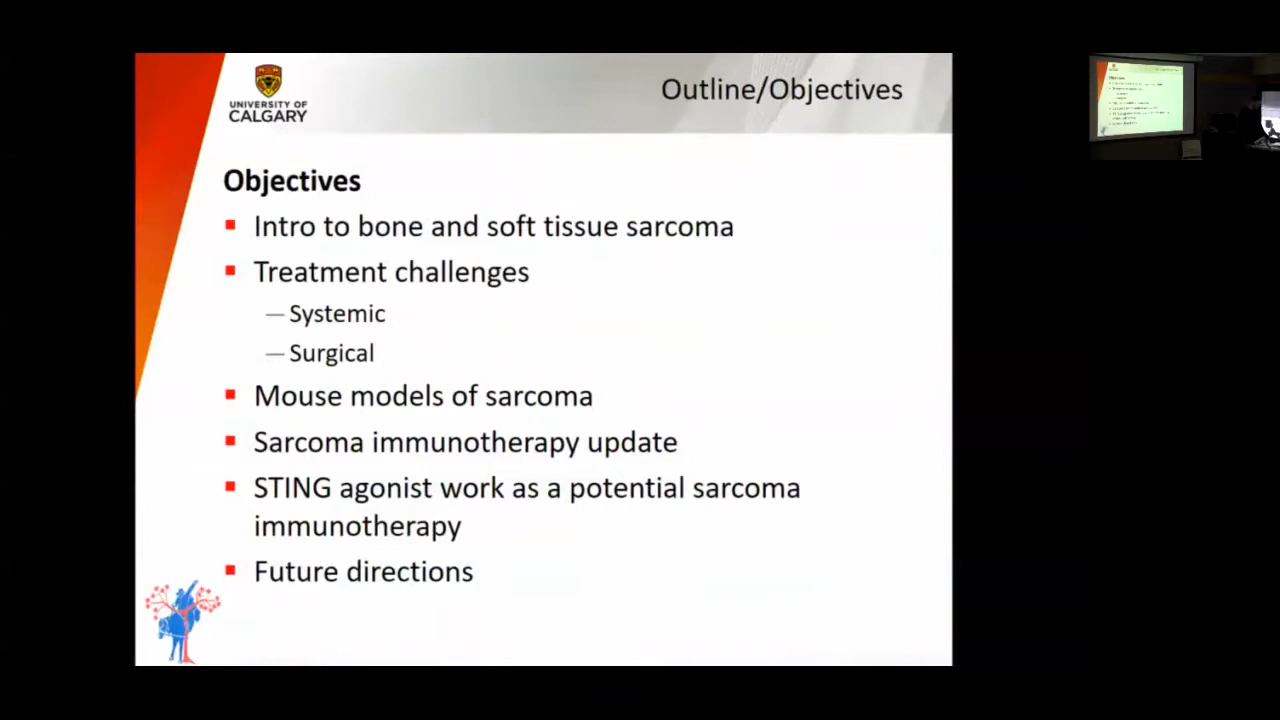 UNIVERSITY OF
CALGARY
Outline/Objectives
Objectives
Intro to bone and soft tissue sarcoma
Treatment challenges
— Systemic
— Surgical
Mouse models of sarcoma
Sarcoma immunotherapy update
STING agonist work as a potential sarcoma
immunotherapy
Future directions